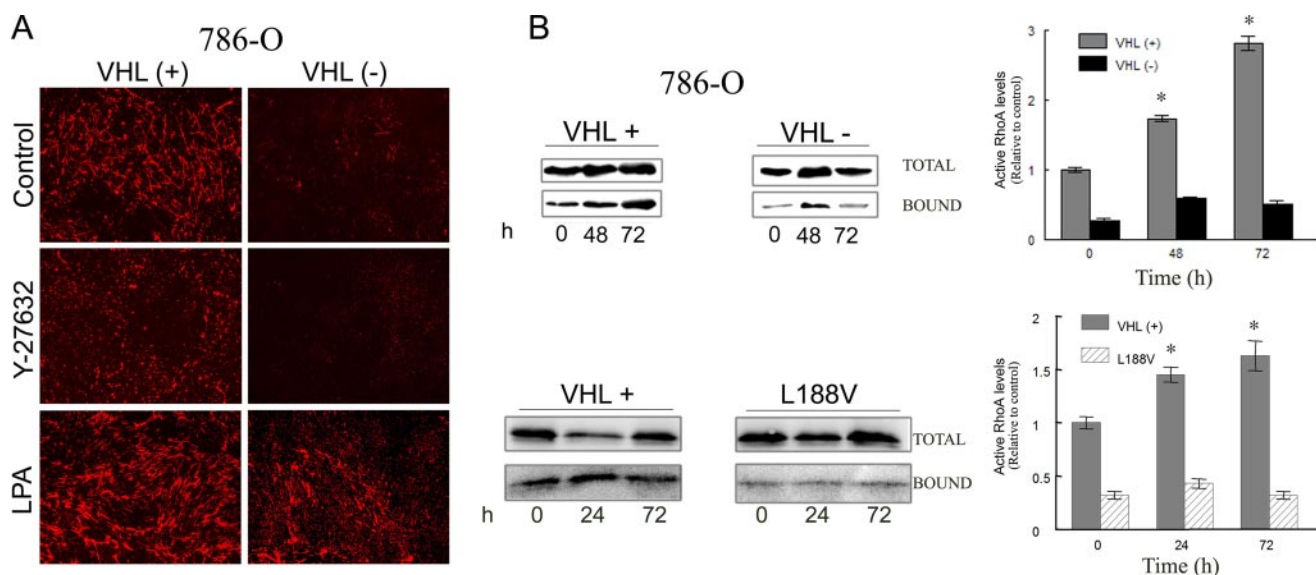 A
786-O
VHL (+) VHL (-)
Control
Y-27632
LPA
B
786-O
VHL + VHL -
TOTAL
BOUND
h 0 48 72 0 48 72
VHL + L188V
TOTAL
BOUND
h 0 24 72 0 24 72
Active RhoA levels
(Relative to control)
3
2
1
0
VHL (+)
VHL (-)
*
*
0 48 72
Time (h)
Active RhoA levels
(Relative to control)
2
1.5
1
0.5
0
VHL (+)
L188V
*
*
0 24 72
Time (h)